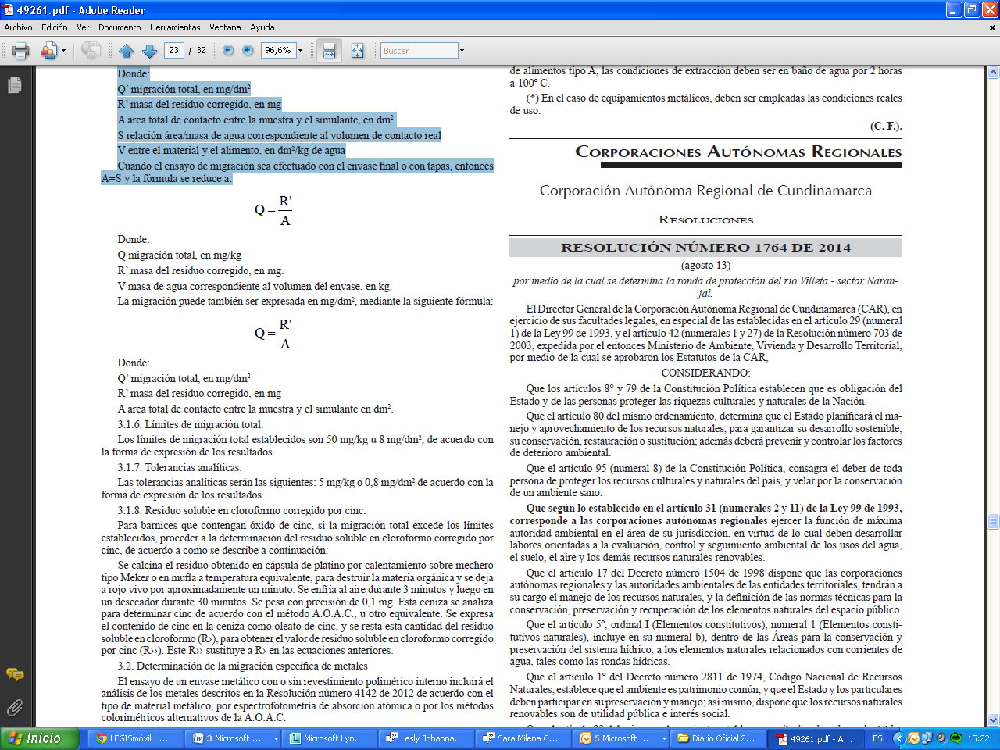 49261.pdf - Adobe Reader
Archivo Edición Ver Documento Herramientas Ventana Ayuda
23 / 32 96,6% Buscar
Donde:
Q’ migración total, en mg/dm²
R’ masa del residuo corregido, en mg
A área total de contacto entre la muestra y el simulante, en dm².
S relación área/masa de agua correspondiente al volumen de contacto real
V entre el material y el alimento, en dm²/kg de agua
Cuando el ensayo de migración sea efectuado con el envase final o con tapas, entonces
A=S y la fórmula se reduce a:
Q = R' / A
Donde:
Q migración total, en mg/kg
R’ masa del residuo corregido, en mg.
V masa de agua correspondiente al volumen del envase, en kg.
La migración puede también ser expresada en mg/dm², mediante la siguiente fórmula:
Q = R' / A
Donde:
Q’ migración total, en mg/dm²
R’ masa del residuo corregido, en mg
A área total de contacto entre la muestra y el simulante en dm².
3.1.6. Límites de migración total.
Los límites de migración total establecidos son 50 mg/kg u 8 mg/dm², de acuerdo con
la forma de expresión de los resultados.
3.1.7. Tolerancias analíticas.
Las tolerancias analíticas serán las siguientes: 5 mg/kg o 0,8 mg/dm² de acuerdo con la
forma de expresión de los resultados.
3.1.8. Residuo soluble en cloroformo corregido por cinc:
Para barnices que contengan óxido de cinc, si la migración total excede los límites
establecidos, proceder a la determinación del residuo soluble en cloroformo corregido por
cinc, de acuerdo a como se describe a continuación:
Se calcina el residuo obtenido en cápsula de platino por calentamiento sobre mechero
tipo Meker o en mufla a temperatura equivalente, para destruir la materia orgánica y se deja
a rojo vivo por aproximadamente un minuto. Se enfría al aire durante 3 minutos y luego en
un desecador durante 30 minutos. Se pesa con precisión de 0,1 mg. Esta ceniza se analiza
para determinar cinc de acuerdo con el método A.O.A.C., u otro equivalente. Se expresa
el contenido de cinc en la ceniza como oleato de cinc, y se resta esta cantidad del residuo
soluble en cloroformo (R›), para obtener el valor de residuo soluble en cloroformo corregido
por cinc (R››). Este R›› sustituye a R› en las ecuaciones anteriores.
3.2. Determinación de la migración específica de metales
El ensayo de un envase metálico con o sin revestimiento polimérico interno incluirá el
análisis de los metales descritos en la Resolución número 4142 de 2012 de acuerdo con el
tipo de material metálico, por espectrofotometría de absorción atómica o por los métodos
colorimétricos alternativos de la A.O.A.C.
de alimentos tipo A, las condiciones de extracción deben ser en baño de agua por 2 horas
a 100º C.
(*) En el caso de equipamientos metálicos, deben ser empleadas las condiciones reales
de uso.
(C. F.).
Corporaciones Autónomas Regionales
Corporación Autónoma Regional de Cundinamarca
Resoluciones
RESOLUCIÓN NÚMERO 1764 DE 2014
(agosto 13)
por medio de la cual se determina la ronda de protección del río Villeta - sector Naran-
jal.
El Director General de la Corporación Autónoma Regional de Cundinamarca (CAR), en
ejercicio de sus facultades legales, en especial de las establecidas en el artículo 29 (numeral
1) de la Ley 99 de 1993, y el artículo 42 (numerales 1 y 27) de la Resolución número 703 de
2003, expedida por el entonces Ministerio de Ambiente, Vivienda y Desarrollo Territorial,
por medio de la cual se aprobaron los Estatutos de la CAR,
CONSIDERANDO:
Que los artículos 8° y 79 de la Constitución Política establecen que es obligación del
Estado y de las personas proteger las riquezas culturales y naturales de la Nación.
Que el artículo 80 del mismo ordenamiento, determina que el Estado planificará el ma-
nejo y aprovechamiento de los recursos naturales, para garantizar su desarrollo sostenible,
su conservación, restauración o sustitución; además deberá prevenir y controlar los factores
de deterioro ambiental.
Que el artículo 95 (numeral 8) de la Constitución Política, consagra el deber de toda
persona de proteger los recursos culturales y naturales del país, y velar por la conservación
de un ambiente sano.
Que según lo establecido en el artículo 31 (numerales 2 y 11) de la Ley 99 de 1993,
corresponde a las corporaciones autónomas regionales ejercer la función de máxima
autoridad ambiental en el área de su jurisdicción, en virtud de lo cual deben desarrollar
labores orientadas a la evaluación, control y seguimiento ambiental de los usos del agua,
el suelo, el aire y los demás recursos naturales renovables.
Que el artículo 17 del Decreto número 1504 de 1998 dispone que las corporaciones
autónomas regionales y las autoridades ambientales de las entidades territoriales, tendrán a
su cargo el manejo de los recursos naturales, y la definición de las normas técnicas para la
conservación, preservación y recuperación de los elementos naturales del espacio público.
Que el artículo 5º, ordinal I (Elementos constitutivos), numeral 1 (Elementos consti-
tutivos naturales), incluye en su numeral b), dentro de las Áreas para la conservación y
preservación del sistema hídrico, a los elementos naturales relacionados con corrientes de
agua, tales como las rondas hídricas.
Que el artículo 1º del Decreto número 2811 de 1974, Código Nacional de Recursos
Naturales, establece que el ambiente es patrimonio común, y que el Estado y los particulares
deben participar en su preservación y manejo; así mismo, dispone que los recursos naturales
renovables son de utilidad pública e interés social.
Inicio LEGISmóvil | ... 3 Microsoft ... Microsoft Lyn... Lesly Johanna... Sara Milena C... 5 Microsoft ... Diario Oficial 2... 49261.pdf - A... ES 15:22